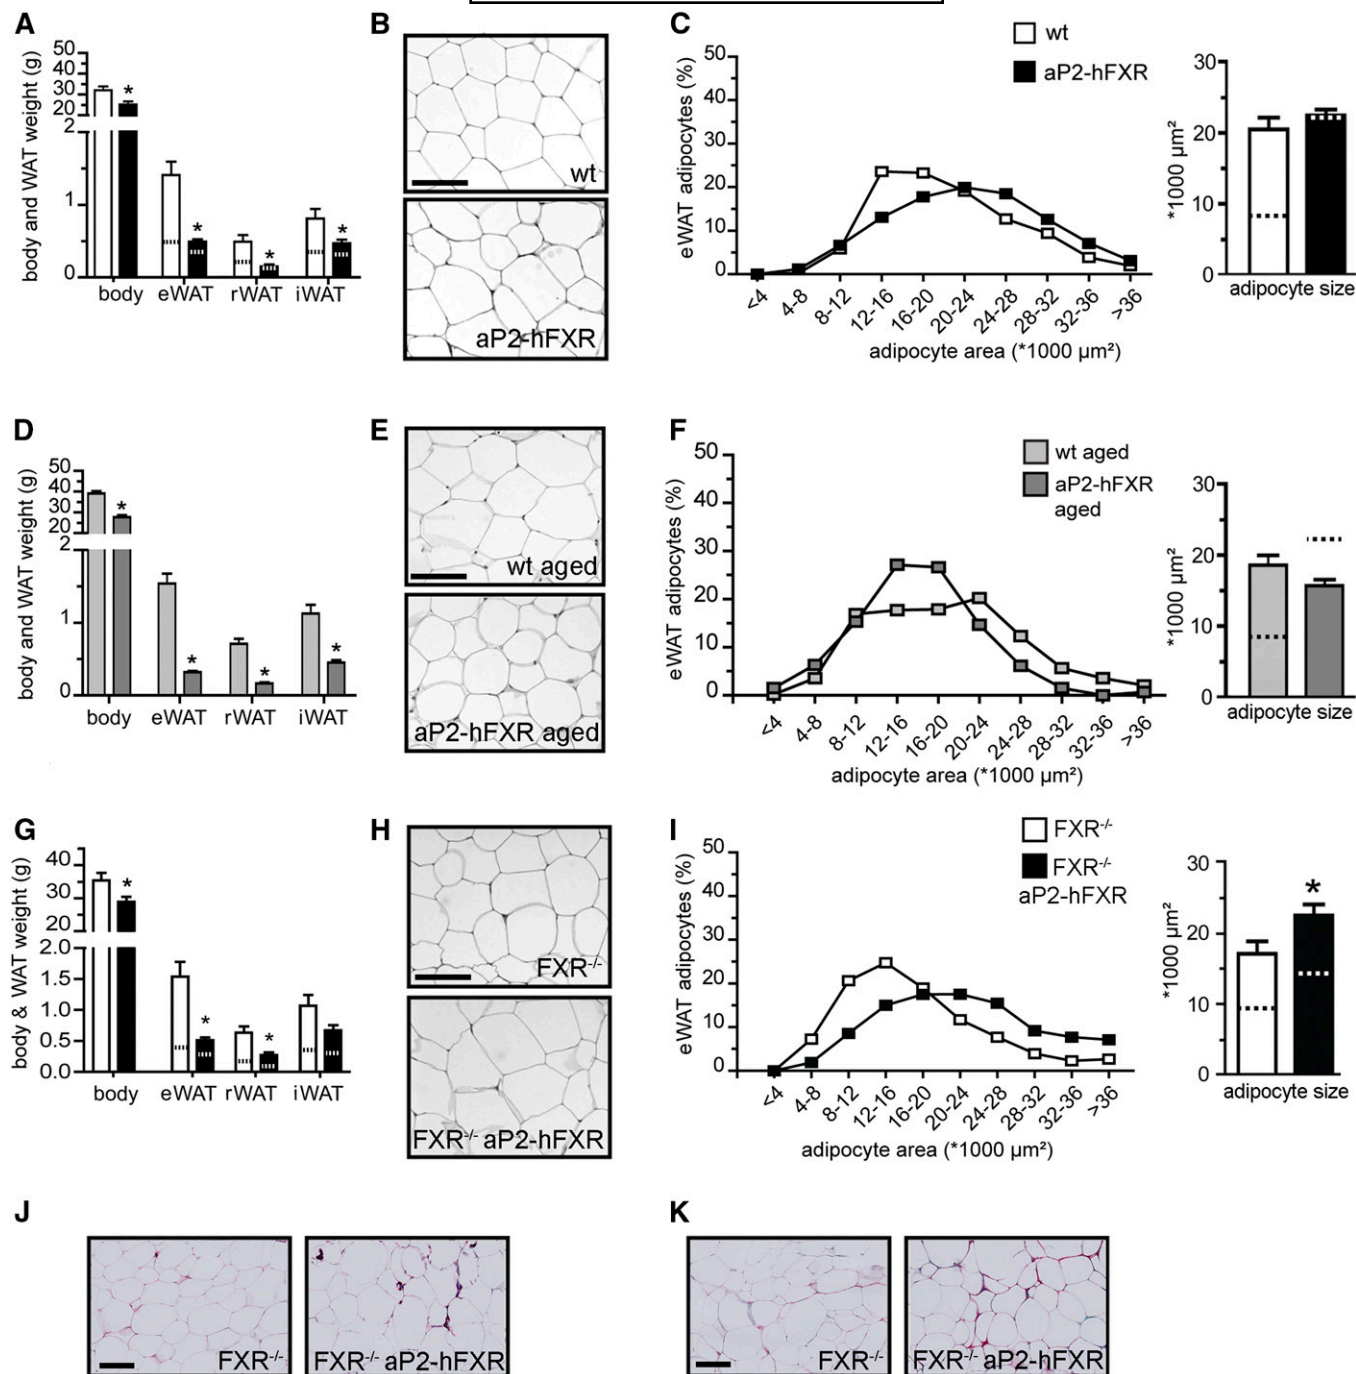 A
body and WAT weight (g)
50
40
30
20
2
1
0
body eWAT rWAT iWAT
* * * *
B
wt
aP2-hFXR
C
wt
aP2-hFXR
eWAT adipocytes (%)
50
40
30
20
10
0
<4 4-8 8-12 12-16 16-20 20-24 24-28 28-32 32-36 >36
adipocyte area (*1000 µm²)
*1000 µm²
30
20
10
0
adipocyte size
D
body and WAT weight (g)
50
40
30
20
2
1
0
body eWAT rWAT iWAT
* * * *
E
wt aged
aP2-hFXR aged
F
wt aged
aP2-hFXR
aged
eWAT adipocytes (%)
50
40
30
20
10
0
<4 4-8 8-12 12-16 16-20 20-24 24-28 28-32 32-36 >36
adipocyte area (*1000 µm²)
*1000 µm²
30
20
10
0
adipocyte size
G
body & WAT weight (g)
40
30
20
2.0
1.5
1.0
0.5
0.0
body eWAT rWAT iWAT
* * *
H
FXR-/-
FXR-/- aP2-hFXR
I
FXR-/-
FXR-/-
aP2-hFXR
eWAT adipocytes (%)
50
40
30
20
10
0
<4 4-8 8-12 12-16 16-20 20-24 24-28 28-32 32-36 >36
adipocyte area (*1000 µm²)
*1000 µm²
30
20
10
0
*
adipocyte size
J
FXR-/-
FXR-/- aP2-hFXR
K
FXR-/-
FXR-/- aP2-hFXR